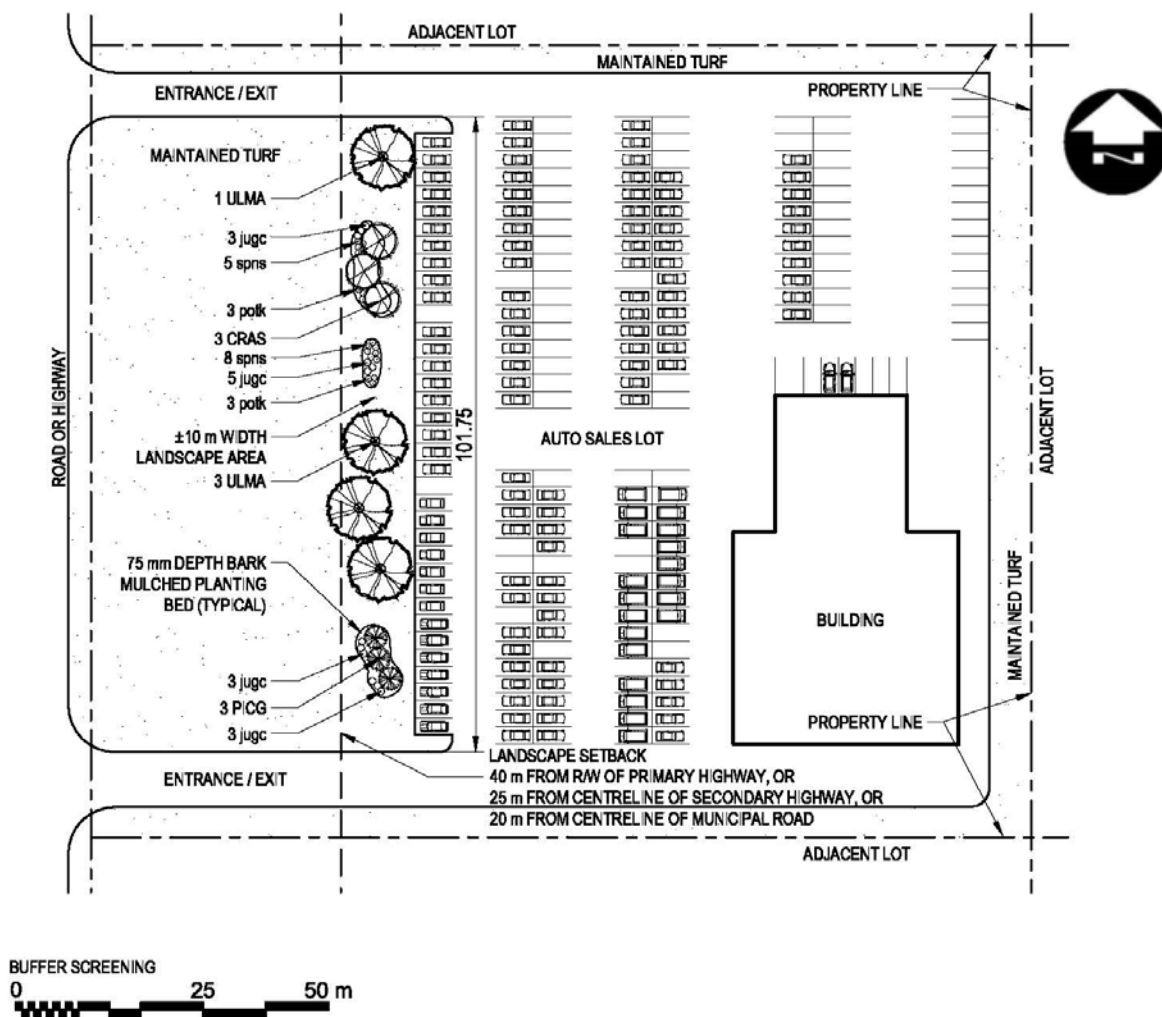 ADJACENT LOT
MAINTAINED TURF
ENTRANCE / EXIT
PROPERTY LINE
N
MAINTAINED TURF
1 ULMA
3 jugc
5 spns
3 potk
3 CRAS
8 spns
5 jugc
3 potk
±10 m WIDTH
LANDSCAPE AREA
3 ULMA
101.75
AUTO SALES LOT
ROAD OR HIGHWAY
ADJACENT LOT
75 mm DEPTH BARK
MULCHED PLANTING
BED (TYPICAL)
BUILDING
MAINTAINED TURF
3 jugc
3 PICG
3 jugc
PROPERTY LINE
LANDSCAPE SETBACK
40 m FROM R/W OF PRIMARY HIGHWAY, OR
25 m FROM CENTRELINE OF SECONDARY HIGHWAY, OR
20 m FROM CENTRELINE OF MUNICIPAL ROAD
ENTRANCE / EXIT
ADJACENT LOT
BUFFER SCREENING
0 25 50 m